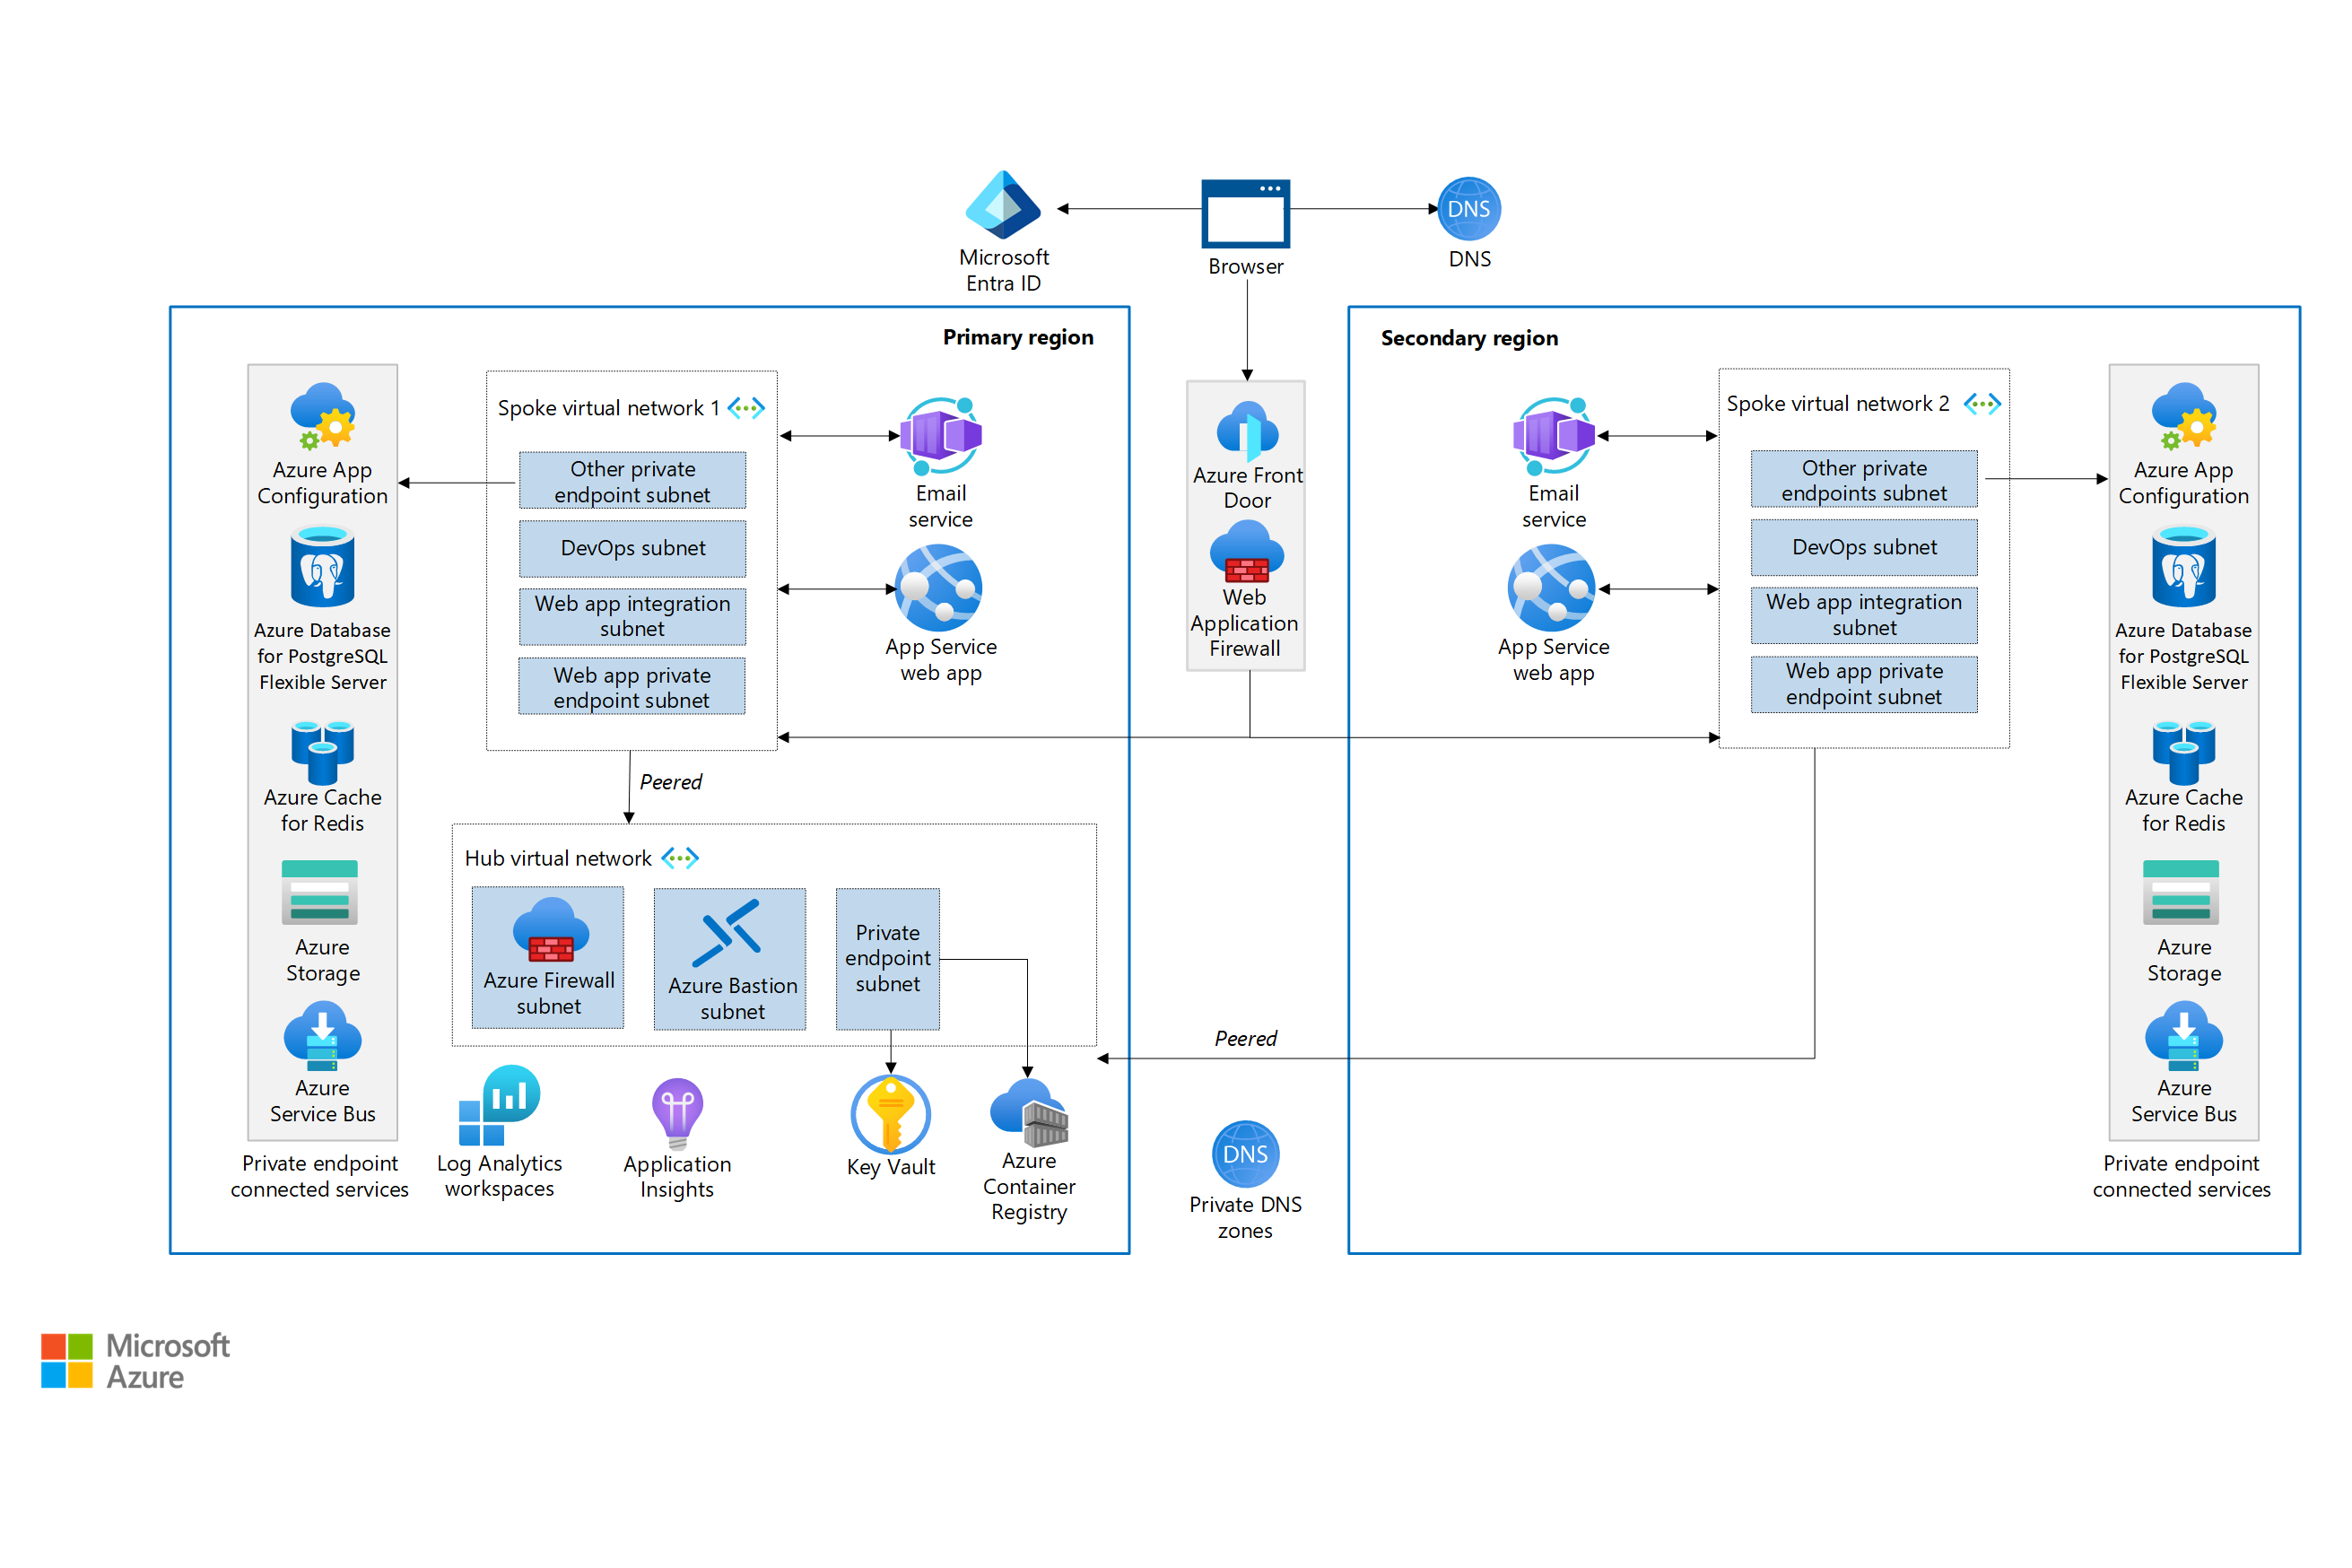 Microsoft
Entra ID
Browser
DNS
DNS
Primary region
Azure App
Configuration
Azure Database
for PostgreSQL
Flexible Server
Azure Cache
for Redis
Azure
Storage
Azure
Service Bus
Private endpoint
connected services
Spoke virtual network 1
Other private
endpoint subnet
DevOps subnet
Web app integration
subnet
Web app private
endpoint subnet
Email
service
App Service
web app
Peered
Hub virtual network
Azure Firewall
subnet
Azure Bastion
subnet
Private
endpoint
subnet
Log Analytics
workspaces
Application
Insights
Key Vault
Azure
Container
Registry
Azure Front
Door
Web
Application
Firewall
Peered
DNS
Private DNS
zones
Secondary region
Email
service
App Service
web app
Spoke virtual network 2
Other private
endpoints subnet
DevOps subnet
Web app integration
subnet
Web app private
endpoint subnet
Azure App
Configuration
Azure Database
for PostgreSQL
Flexible Server
Azure Cache
for Redis
Azure
Storage
Azure
Service Bus
Private endpoint
connected services
Microsoft
Azure